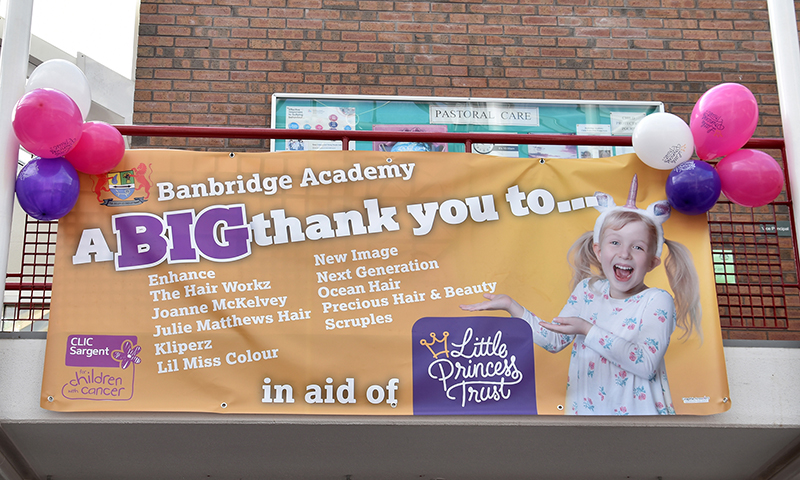 PASTORAL CARE
Banbridge Academy
A BIG thank you to...
Enhance
The Hair Workz
Joanne McKelvey
Julie Matthews Hair
Kliperz
Lil Miss Colour
New Image
Next Generation
Ocean Hair
Precious Hair & Beauty
Scruples
CLIC
Sargent
for
children
with cancer
in aid of
Little
Princess
Trust
Vice Principal